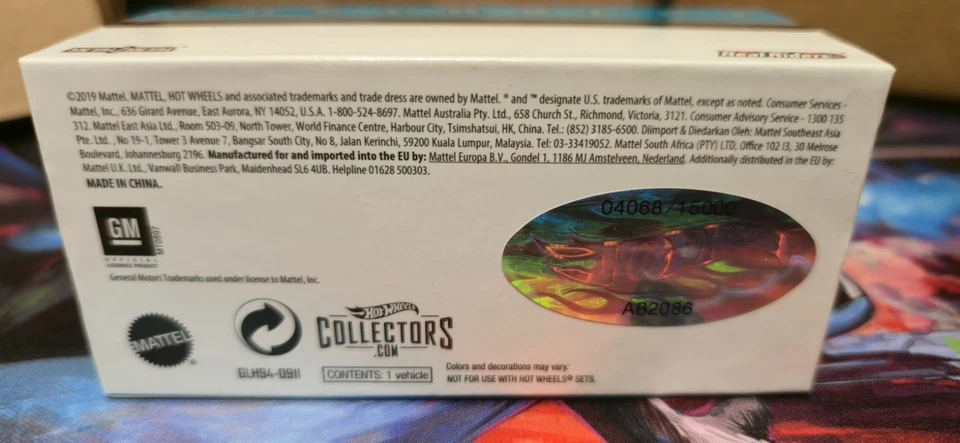 Real Riders
©2019 Mattel. MATTEL, HOT WHEELS and associated trademarks and trade dress are owned by Mattel. ® and ™ designate U.S. trademarks of Mattel, except as noted. Consumer Services -
Mattel, Inc., 636 Girard Avenue, East Aurora, NY 14052, U.S.A. 1-800-524-8697. Mattel Australia Pty. Ltd., 658 Church St., Richmond, Victoria, 3121. Consumer Advisory Service - 1300 135
312. Mattel East Asia Ltd., Room 503-09, North Tower, World Finance Centre, Harbour City, Tsimshatsui, HK, China. Tel.: (852) 3185-6500. Diimport & Diedarkan Oleh: Mattel Southeast Asia
Pte. Ltd., No 19-1, Tower 3 Avenue 7, Bangsar South City, No 8, Jalan Kerinchi, 59200 Kuala Lumpur, Malaysia. Tel: 03-33419052. Mattel South Africa (PTY) LTD, Office 102 I3, 30 Melrose
Boulevard, Johannesburg 2196. Manufactured for and imported into the EU by: Mattel Europa B.V., Gondel 1, 1186 MJ Amstelveen, Nederland. Additionally distributed in the EU by:
Mattel U.K. Ltd., Vanwall Business Park, Maidenhead SL6 4UB. Helpline 01628 500303.
MADE IN CHINA.
GM
MT0897
OFFICIAL
LICENSED PRODUCT
General Motors Trademarks used under license to Mattel, Inc.
04068/15000
AB2086
MATTEL
®
HOT WHEELS
COLLECTORS
.COM
GLH94-0911
CONTENTS: 1 vehicle
Colors and decorations may vary.
NOT FOR USE WITH HOT WHEELS® SETS.